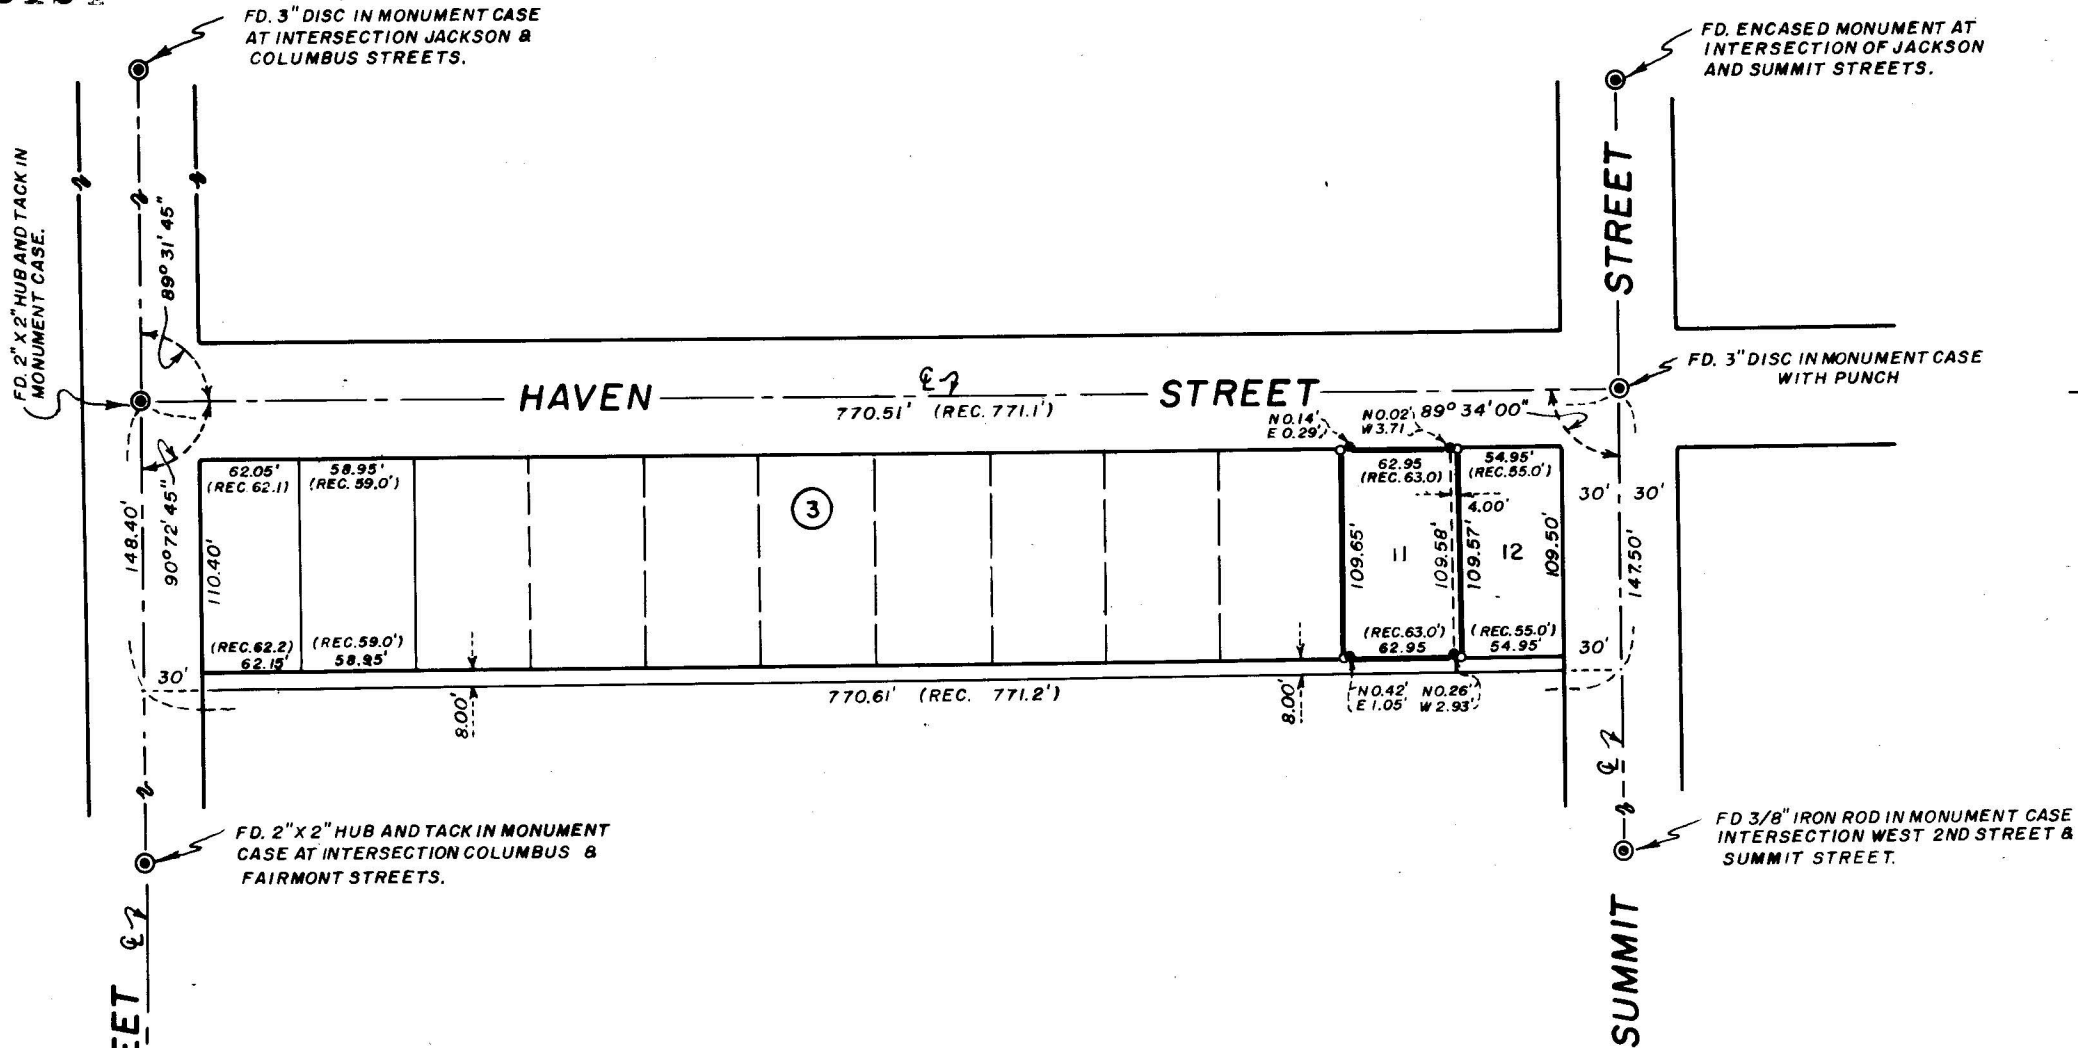 FD. 3" DISC IN MONUMENT CASE
AT INTERSECTION JACKSON &
COLUMBUS STREETS.
FD. ENCASED MONUMENT AT
INTERSECTION OF JACKSON
AND SUMMIT STREETS.
FD. 2" X 2" HUB AND TACK IN
MONUMENT CASE.
89° 31' 45"
STREET
FD. 3" DISC IN MONUMENT CASE
WITH PUNCH
HAVEN STREET
770.51' (REC. 771.1')
N 0.14'
E 0.29'
N 0.02'
W 3.71
89° 34' 00"
148.40'
90° 72' 45"
110.40'
62.05'
(REC. 62.1)
58.95'
(REC. 59.0')
3
62.95
(REC. 63.0)
54.95'
(REC. 55.0')
30' 30'
4.00'
109.65'
11
109.58'
109.57'
12
109.50'
147.50'
(REC. 62.2)
62.15'
(REC. 59.0')
58.95'
(REC. 63.0')
62.95
(REC. 55.0')
54.95'
30'
30'
8.00'
770.61' (REC. 771.2')
8.00'
N 0.42'
E 1.05'
N 0.26'
W 2.93'
FD. 2" X 2" HUB AND TACK IN MONUMENT
CASE AT INTERSECTION COLUMBUS &
FAIRMONT STREETS.
FD 3/8" IRON ROD IN MONUMENT CASE
INTERSECTION WEST 2ND STREET &
SUMMIT STREET.
SUMMIT